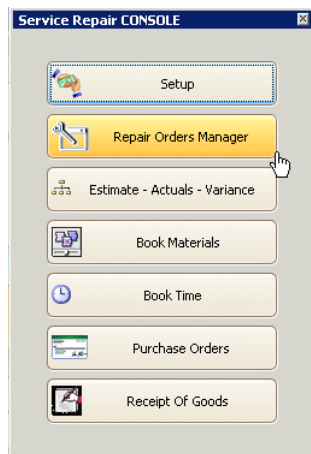 Service Repair CONSOLE
Setup
Repair Orders Manager
Estimate - Actuals - Variance
Book Materials
Book Time
Purchase Orders
Receipt Of Goods